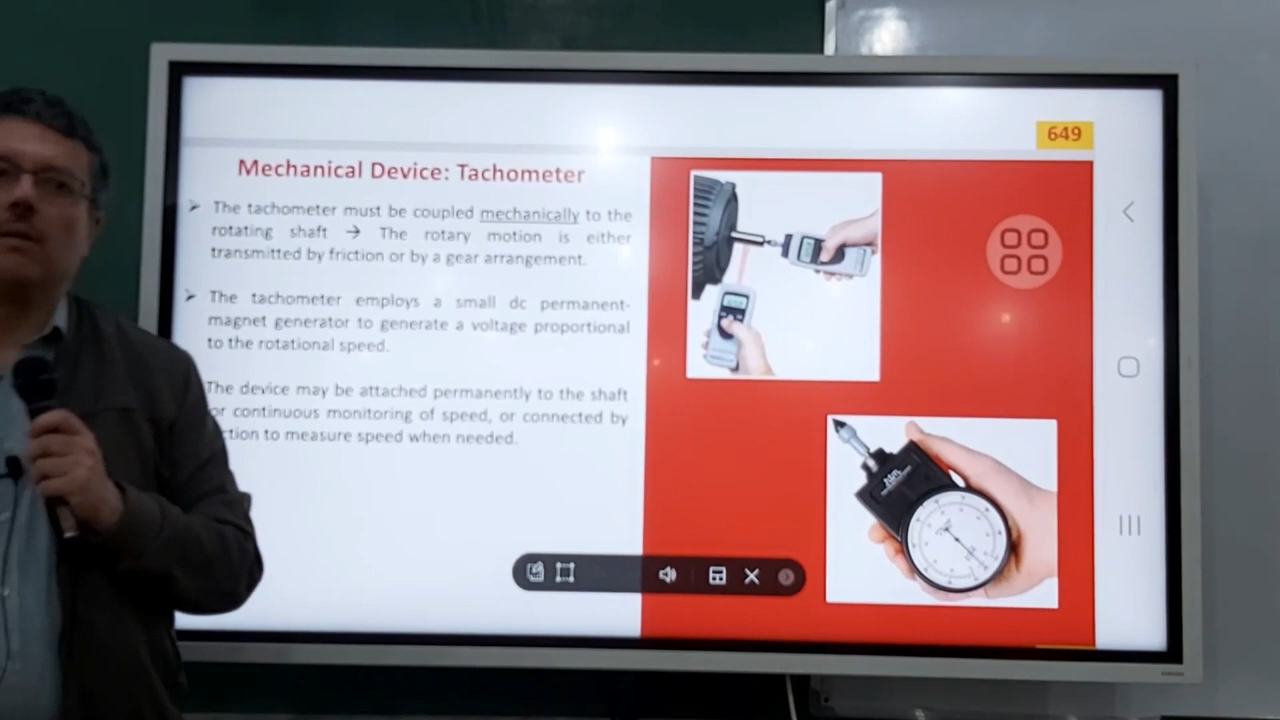 649
Mechanical Device: Tachometer
➤ The tachometer must be coupled mechanically to the
rotating shaft → The rotary motion is either
transmitted by friction or by a gear arrangement.
➤ The tachometer employs a small dc permanent-
magnet generator to generate a voltage proportional
to the rotational speed.
The device may be attached permanently to the shaft
or continuous monitoring of speed, or connected by
ction to measure speed when needed.